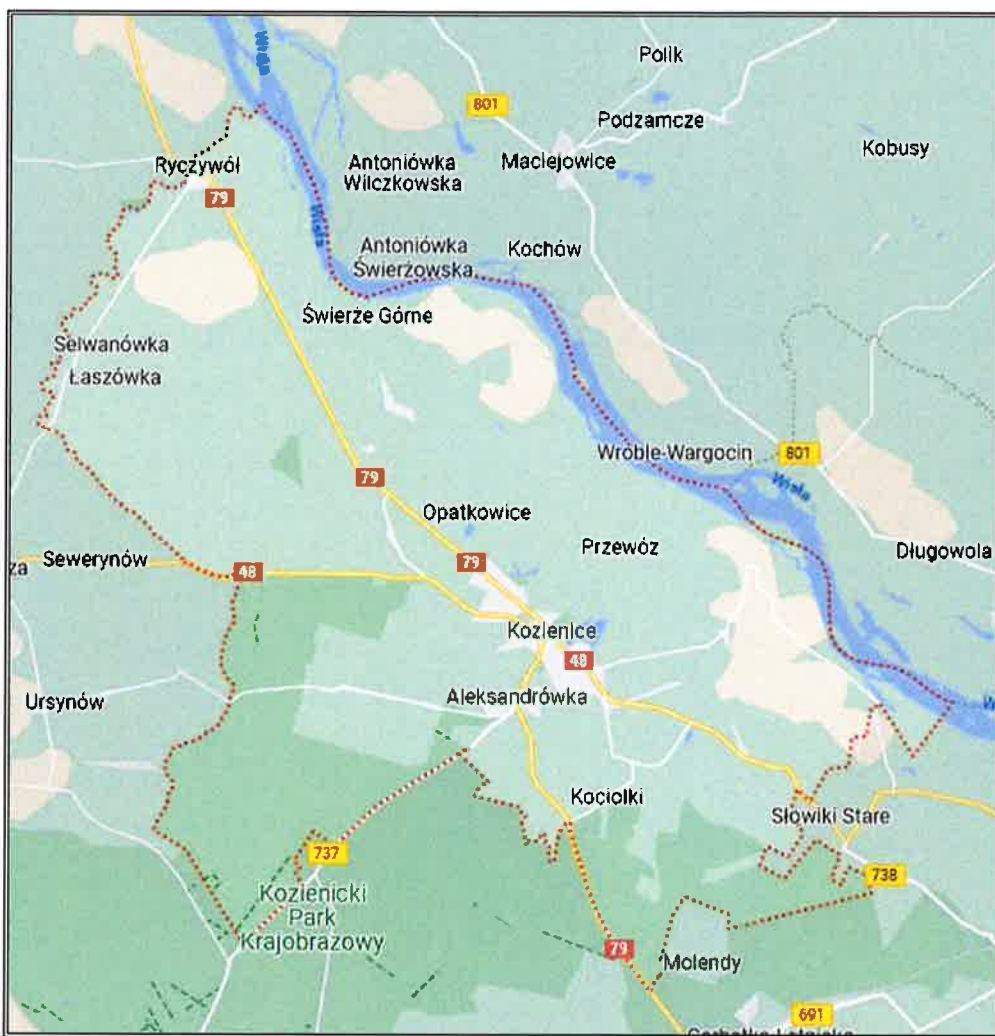 Wisła
Polik
801
Podzamcze
Kobusy
Ryczywół
Antoniówka
Wilczkowska
Maciejowice
79
Wisła
Antoniówka
Świerżowska
Kochów
Świerże Górne
Selwanówka
Łaszówka
Wróble-Wargocin
801
79
Wisła
Opatkowice
Przewóz
Długowola
za
Sewerynów
48
79
Kozienice
48
Ursynów
Aleksandrówka
W
Kociołki
Słowiki Stare
737
738
Kozienicki
Park
Krajobrazowy
79
Molendy
691